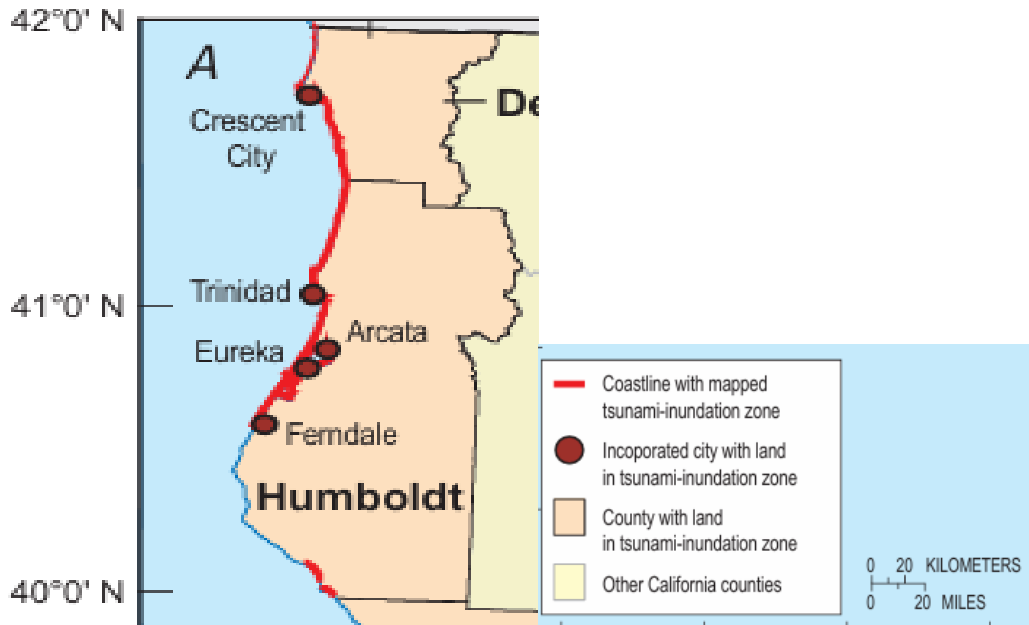 42°0' N
A
De
Crescent
City
Trinidad
41°0' N
Arcata
Eureka
Ferndale
Humboldt
40°0' N
Coastline with mapped
tsunami-inundation zone
Incoporated city with land
in tsunami-inundation zone
County with land
in tsunami-inundation zone
Other California counties
0 20 KILOMETERS
0 20 MILES